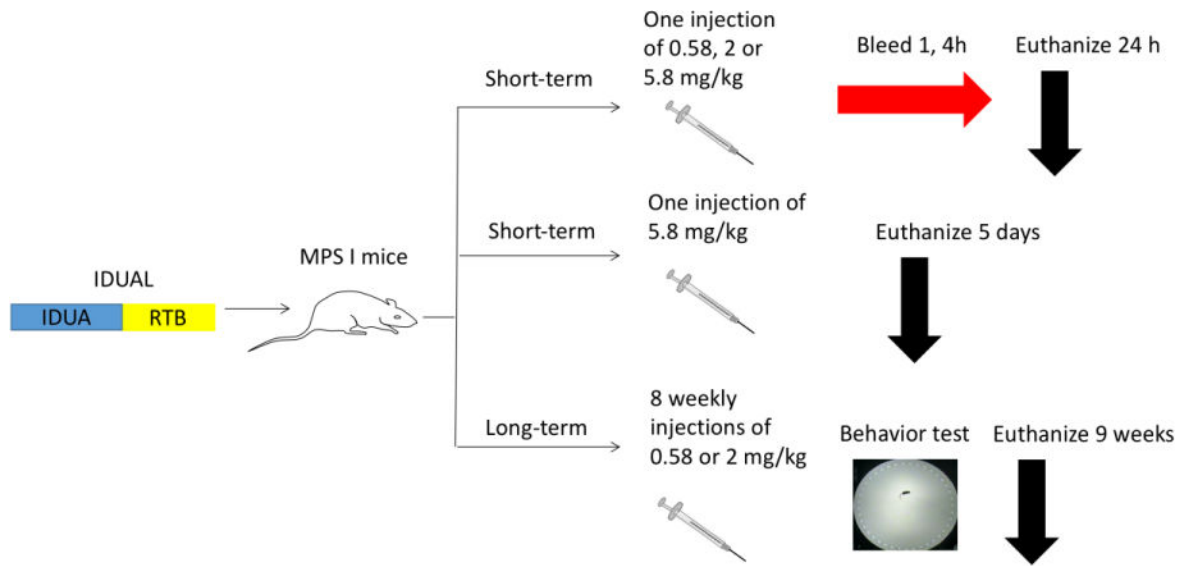 One injection
of 0.58, 2 or
5.8 mg/kg
Bleed 1, 4h
Euthanize 24 h
Short-term
One injection of
5.8 mg/kg
Short-term
Euthanize 5 days
MPS I mice
IDUAL
IDUA
RTB
8 weekly
injections of
0.58 or 2 mg/kg
Long-term
Behavior test
Euthanize 9 weeks